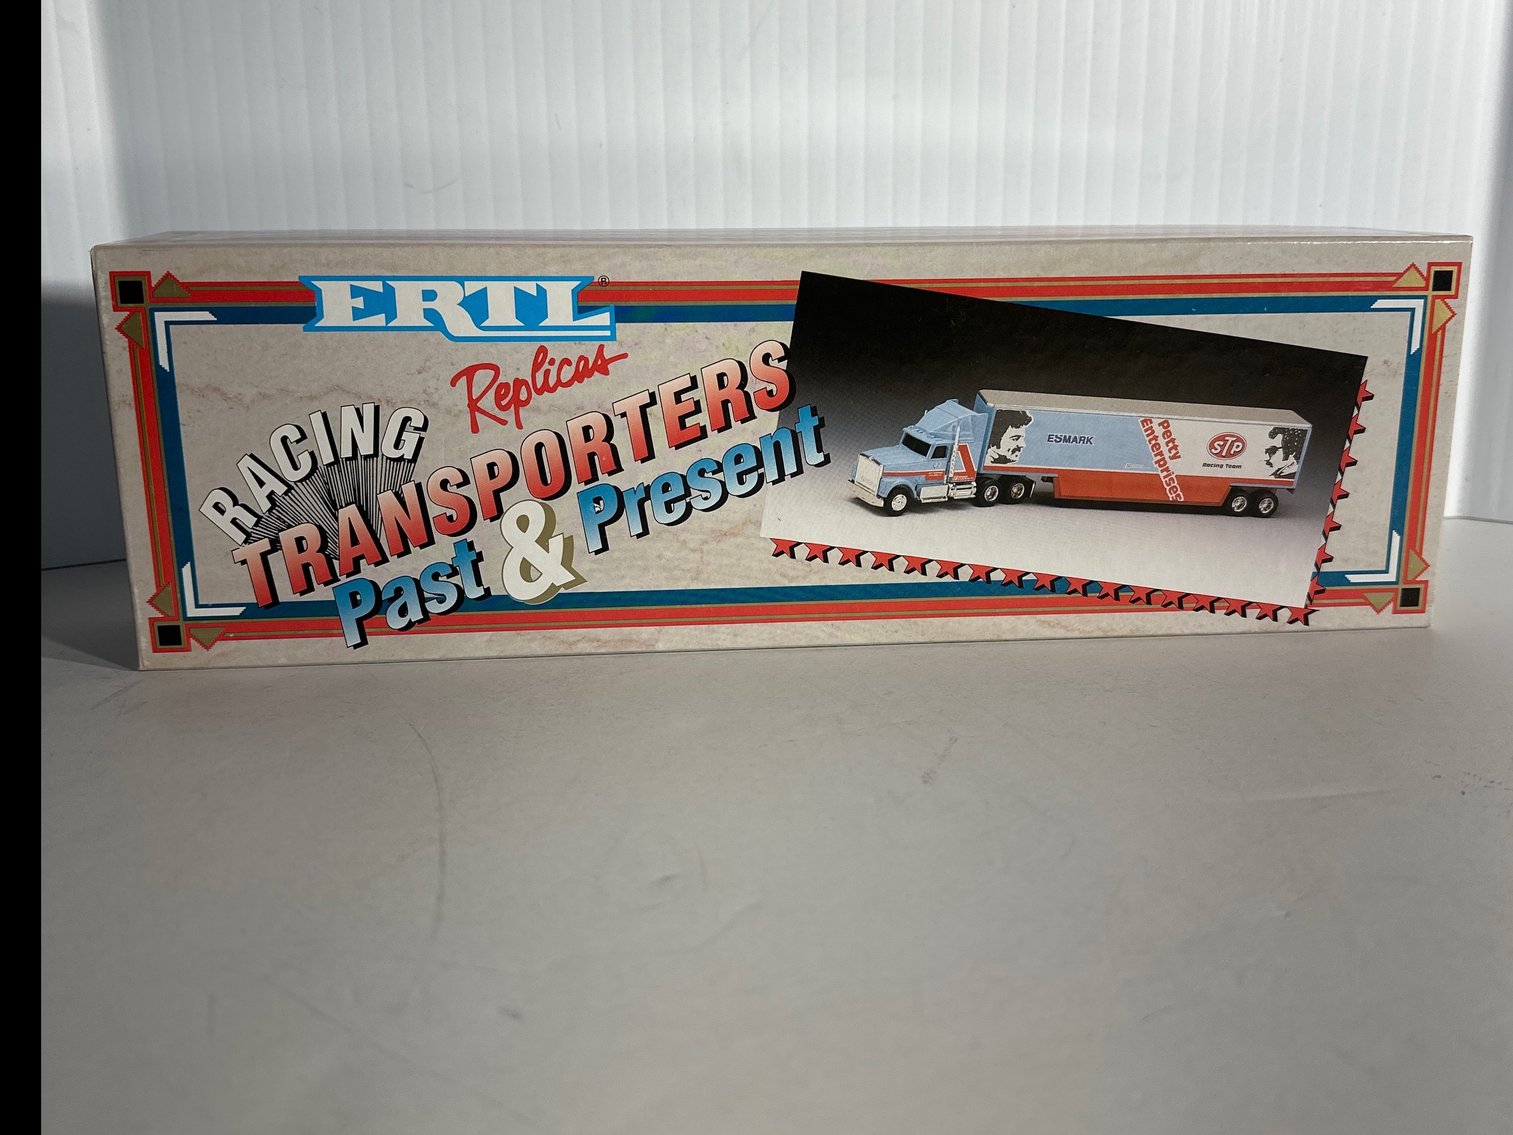 ERTL®
Replicas
RACING
TRANSPORTERS
Past & Present
ESMARK
Petty
Enterprises
STP
Racing Team